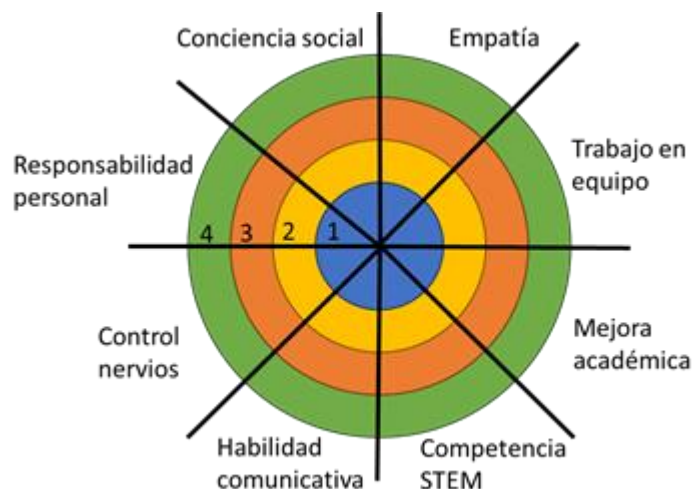 Conciencia social
Empatía
Responsabilidad
personal
Trabajo en
equipo
4 3 2 1
Control
nervios
Mejora
académica
Habilidad
comunicativa
Competencia
STEM